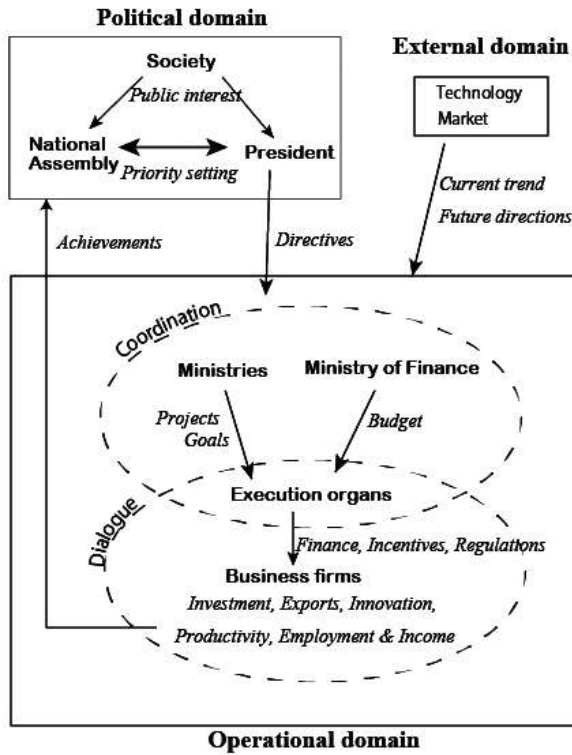 Political domain
External domain
Society
Public interest
National
Assembly
President
Priority setting
Technology
Market
Current trend
Future directions
Achievements
Directives
Coordination
Ministries
Ministry of Finance
Projects
Goals
Budget
Execution organs
Dialogue
Finance, Incentives, Regulations
Business firms
Investment, Exports, Innovation,
Productivity, Employment & Income
Operational domain